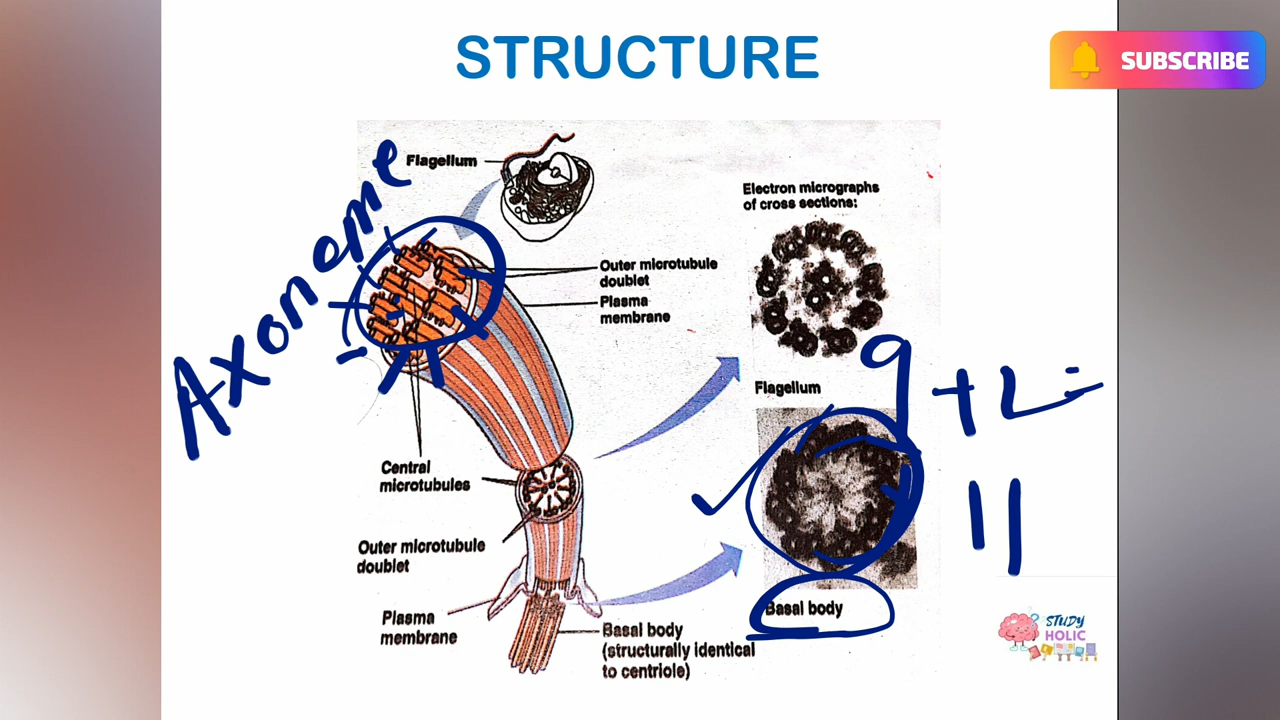 STRUCTURE
SUBSCRIBE
Axoneme
Flagellum
Electron micrographs
of cross sections:
Outer microtubule
doublet
Plasma
membrane
Flagellum
9 + 2 =
11
Central
microtubules
Outer microtubule
doublet
Plasma
membrane
Basal body
(structurally identical
to centriole)
Basal body
STUDY
HOLIC